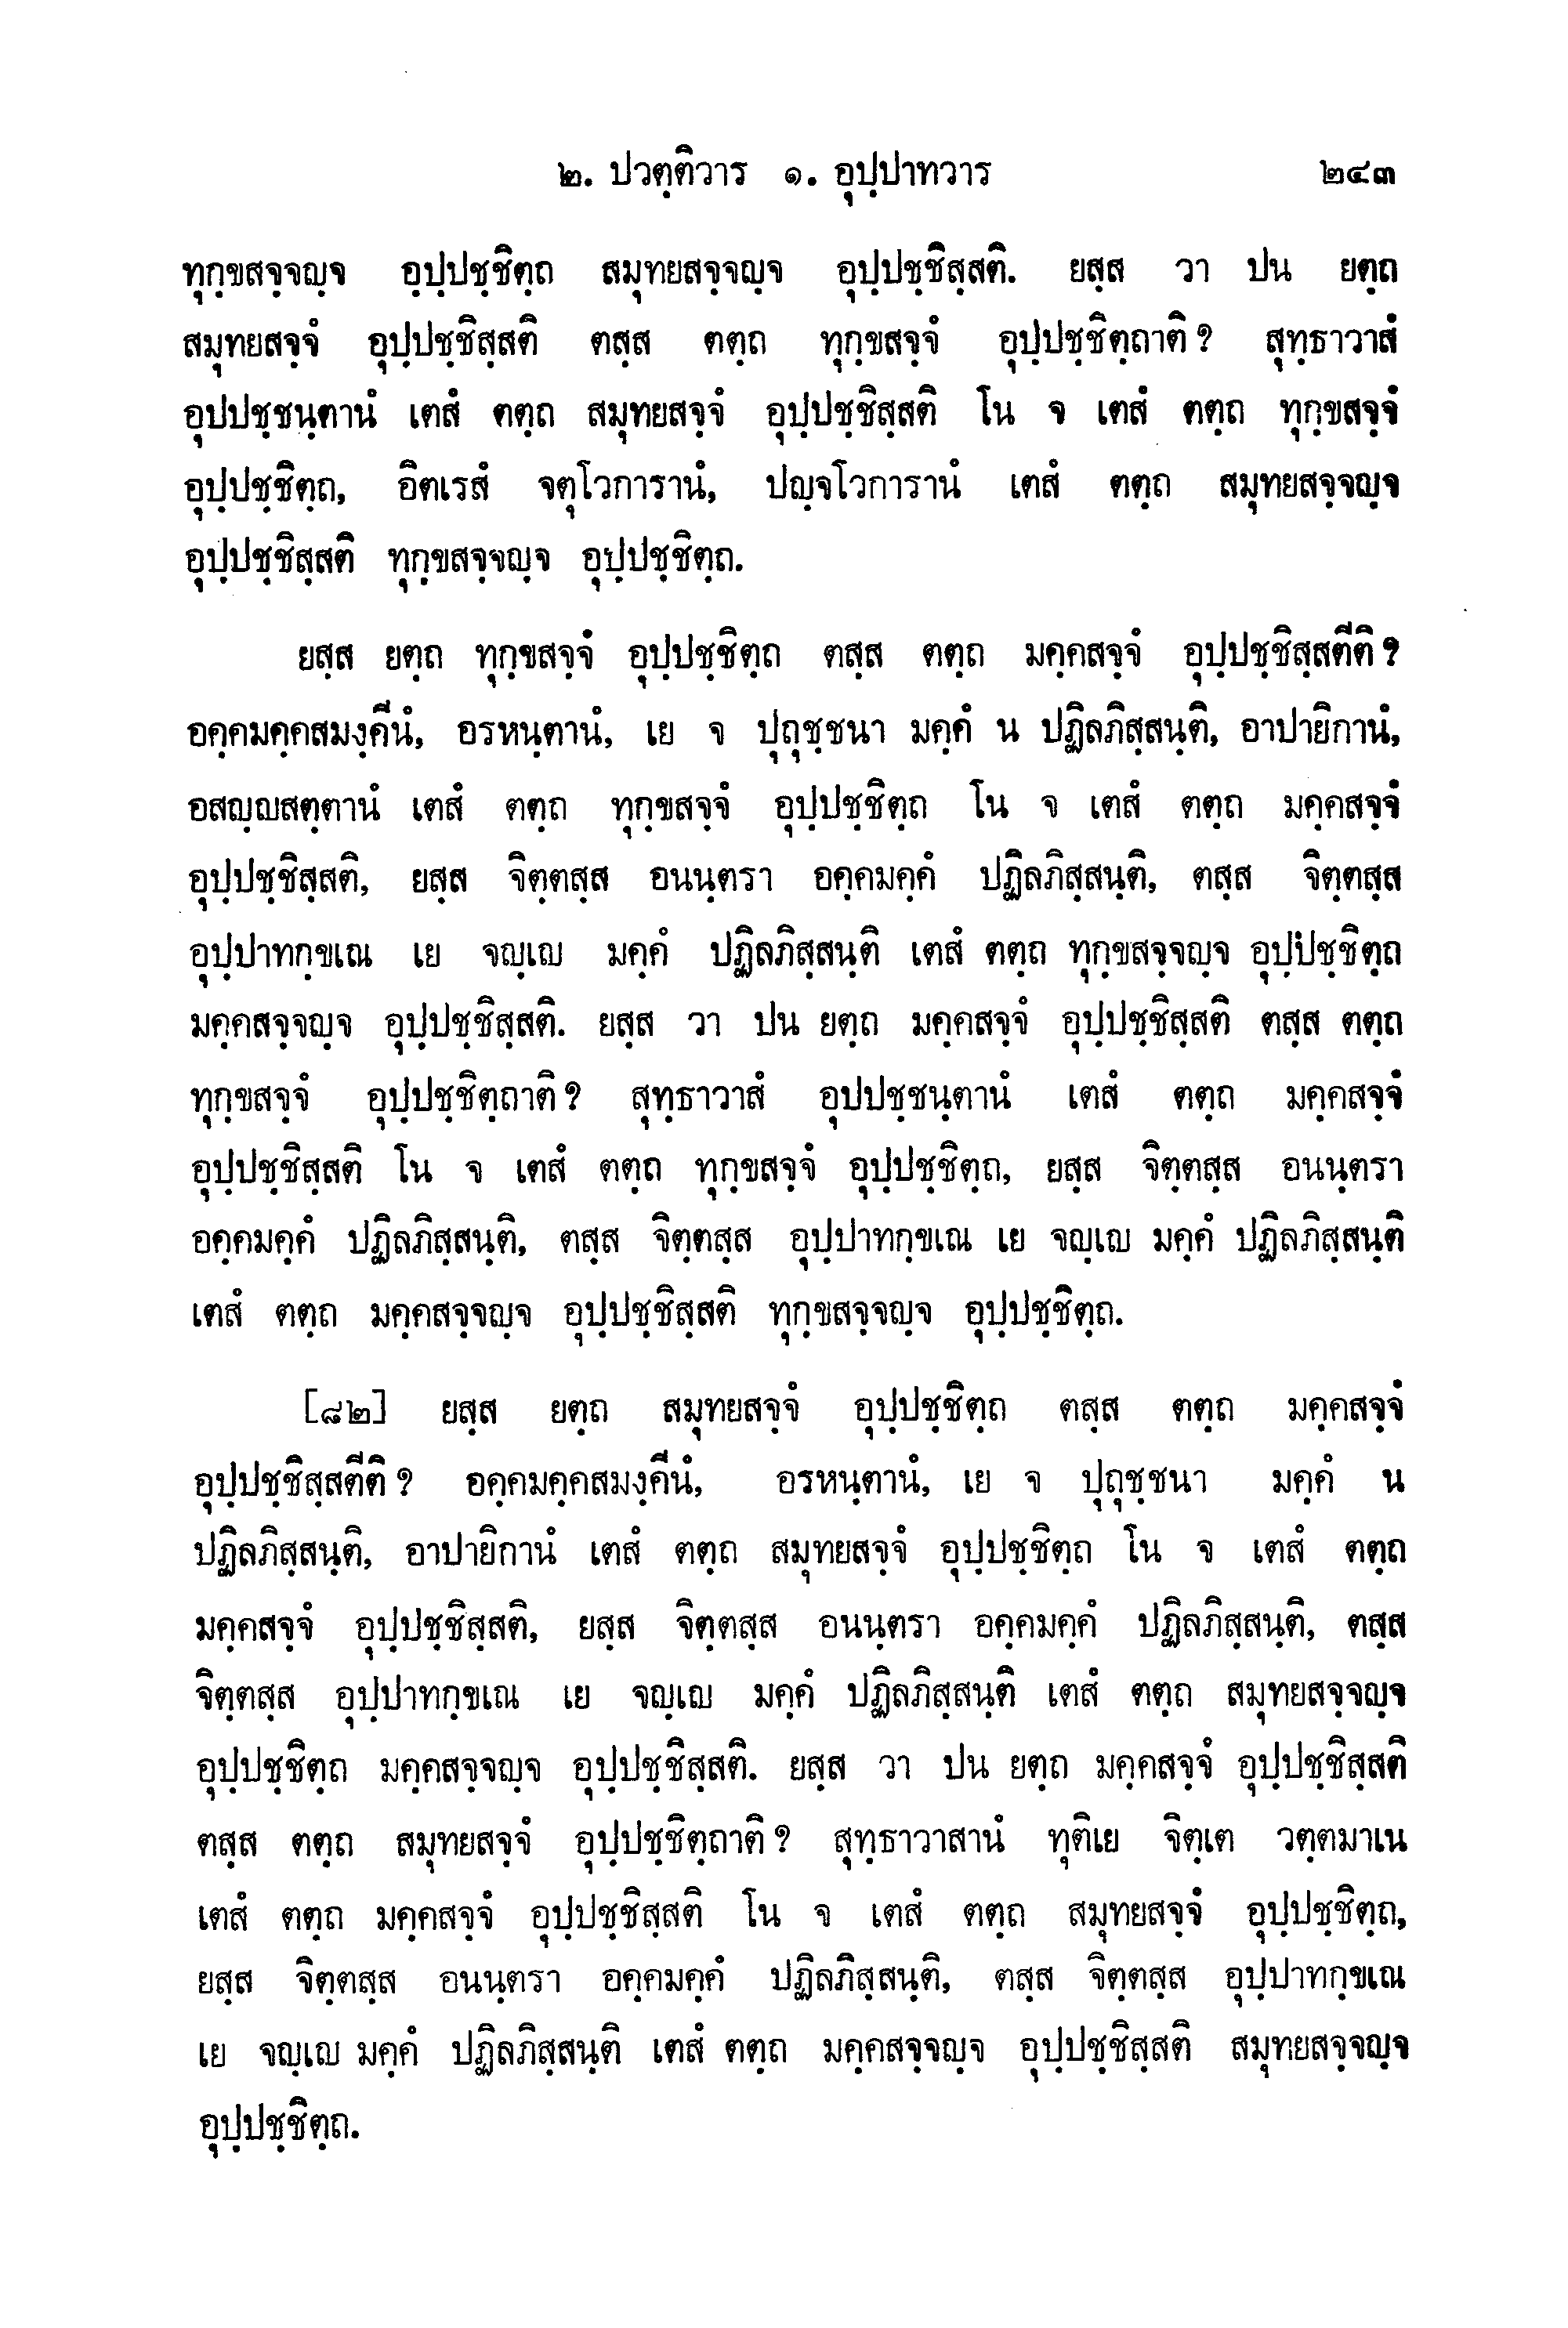 ๒. ปวตฺติวาร ๑. อุปฺปาทวาร ๒๔๓
ทุกฺขสจฺจญฺจ อุปฺปชฺชิตฺถ สมุทยสจฺจญฺจ อุปฺปชฺชิสฺสติ. ยสฺส วา ปน ยตฺถ
สมุทยสจฺจํ อุปฺปชฺชิสฺสติ ตสฺส ตตฺถ ทุกฺขสจฺจํ อุปฺปชฺชิตฺถาติ ? สุทฺธาวาสํ
อุปปชฺชนฺตานํ เตสํ ตตฺถ สมุทยสจฺจํ อุปฺปชฺชิสฺสติ โน จ เตสํ ตตฺถ ทุกฺขสจฺจํ
อุปฺปชฺชิตฺถ, อิตเรสํ จตุโวการานํ, ปญฺจโวการานํ เตสํ ตตฺถ สมุทยสจฺจญฺจ
อุปฺปชฺชิสฺสติ ทุกฺขสจฺจญฺจ อุปฺปชฺชิตฺถ.
ยสฺส ยตฺถ ทุกฺขสจฺจํ อุปฺปชฺชิตฺถ ตสฺส ตตฺถ มคฺคสจฺจํ อุปฺปชฺชิสฺสตีติ ?
อคฺคมคฺคสมงฺคีนํ, อรหนฺตานํ, เย จ ปุถุชฺชนา มคฺคํ น ปฏิลภิสฺสนฺติ, อาปายิกานํ,
อสญฺญสตฺตานํ เตสํ ตตฺถ ทุกฺขสจฺจํ อุปฺปชฺชิตฺถ โน จ เตสํ ตตฺถ มคฺคสจฺจํ
อุปฺปชฺชิสฺสติ, ยสฺส จิตฺตสฺส อนนฺตรา อคฺคมคฺคํ ปฏิลภิสฺสนฺติ, ตสฺส จิตฺตสฺส
อุปฺปาทกฺขเณ เย จญฺเญ มคฺคํ ปฏิลภิสฺสนฺติ เตสํ ตตฺถ ทุกฺขสจฺจญฺจ อุปฺปชฺชิตฺถ
มคฺคสจฺจญฺจ อุปฺปชฺชิสฺสติ. ยสฺส วา ปน ยตฺถ มคฺคสจฺจํ อุปฺปชฺชิสฺสติ ตสฺส ตตฺถ
ทุกฺขสจฺจํ อุปฺปชฺชิตฺถาติ ? สุทฺธาวาสํ อุปปชฺชนฺตานํ เตสํ ตตฺถ มคฺคสจฺจํ
อุปฺปชฺชิสฺสติ โน จ เตสํ ตตฺถ ทุกฺขสจฺจํ อุปฺปชฺชิตฺถ, ยสฺส จิตฺตสฺส อนนฺตรา
อคฺคมคฺคํ ปฏิลภิสฺสนฺติ, ตสฺส จิตฺตสฺส อุปฺปาทกฺขเณ เย จญฺเญ มคฺคํ ปฏิลภิสฺสนฺติ
เตสํ ตตฺถ มคฺคสจฺจญฺจ อุปฺปชฺชิสฺสติ ทุกฺขสจฺจญฺจ อุปฺปชฺชิตฺถ.
[๘๒] ยสฺส ยตฺถ สมุทยสจฺจํ อุปฺปชฺชิตฺถ ตสฺส ตตฺถ มคฺคสจฺจํ
อุปฺปชฺชิสฺสตีติ ? อคฺคมคฺคสมงฺคีนํ, อรหนฺตานํ, เย จ ปุถุชฺชนา มคฺคํ น
ปฏิลภิสฺสนฺติ, อาปายิกานํ เตสํ ตตฺถ สมุทยสจฺจํ อุปฺปชฺชิตฺถ โน จ เตสํ ตตฺถ
มคฺคสจฺจํ อุปฺปชฺชิสฺสติ, ยสฺส จิตฺตสฺส อนนฺตรา อคฺคมคฺคํ ปฏิลภิสฺสนฺติ, ตสฺส
จิตฺตสฺส อุปฺปาทกฺขเณ เย จญฺเญ มคฺคํ ปฏิลภิสฺสนฺติ เตสํ ตตฺถ สมุทยสจฺจญฺจ
อุปฺปชฺชิตฺถ มคฺคสจฺจญฺจ อุปฺปชฺชิสฺสติ. ยสฺส วา ปน ยตฺถ มคฺคสจฺจํ อุปฺปชฺชิสฺสติ
ตสฺส ตตฺถ สมุทยสจฺจํ อุปฺปชฺชิตฺถาติ ? สุทฺธาวาสานํ ทุติเย จิตฺเต วตฺตมาเน
เตสํ ตตฺถ มคฺคสจฺจํ อุปฺปชฺชิสฺสติ โน จ เตสํ ตตฺถ สมุทยสจฺจํ อุปฺปชฺชิตฺถ,
ยสฺส จิตฺตสฺส อนนฺตรา อคฺคมคฺคํ ปฏิลภิสฺสนฺติ, ตสฺส จิตฺตสฺส อุปฺปาทกฺขเณ
เย จญฺเญ มคฺคํ ปฏิลภิสฺสนฺติ เตสํ ตตฺถ มคฺคสจฺจญฺจ อุปฺปชฺชิสฺสติ สมุทยสจฺจญฺจ
อุปฺปชฺชิตฺถ.